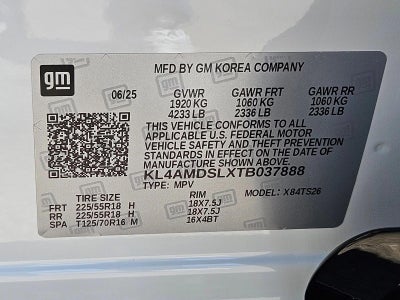 gm
MFD BY GM KOREA COMPANY
06/25 GVWR GAWR FRT GAWR RR
1920 KG 1060 KG 1060 KG
4233 LB 2336 LB 2336 LB
THIS VEHICLE CONFORMS TO ALL
APPLICABLE U.S. FEDERAL MOTOR
VEHICLE SAFETY AND THEFT PREVENTION
STANDARDS IN EFFECT ON THE DATE OF
MANUFACTURE SHOWN ABOVE.
KL4AMDSLXTB037888
TYPE: MPV MODEL: X84TS26
TIRE SIZE RIM
FRT 225/55R18 H 18X7.5J
RR 225/55R18 H 18X7.5J
SPA T125/70R16 M 16X4BT